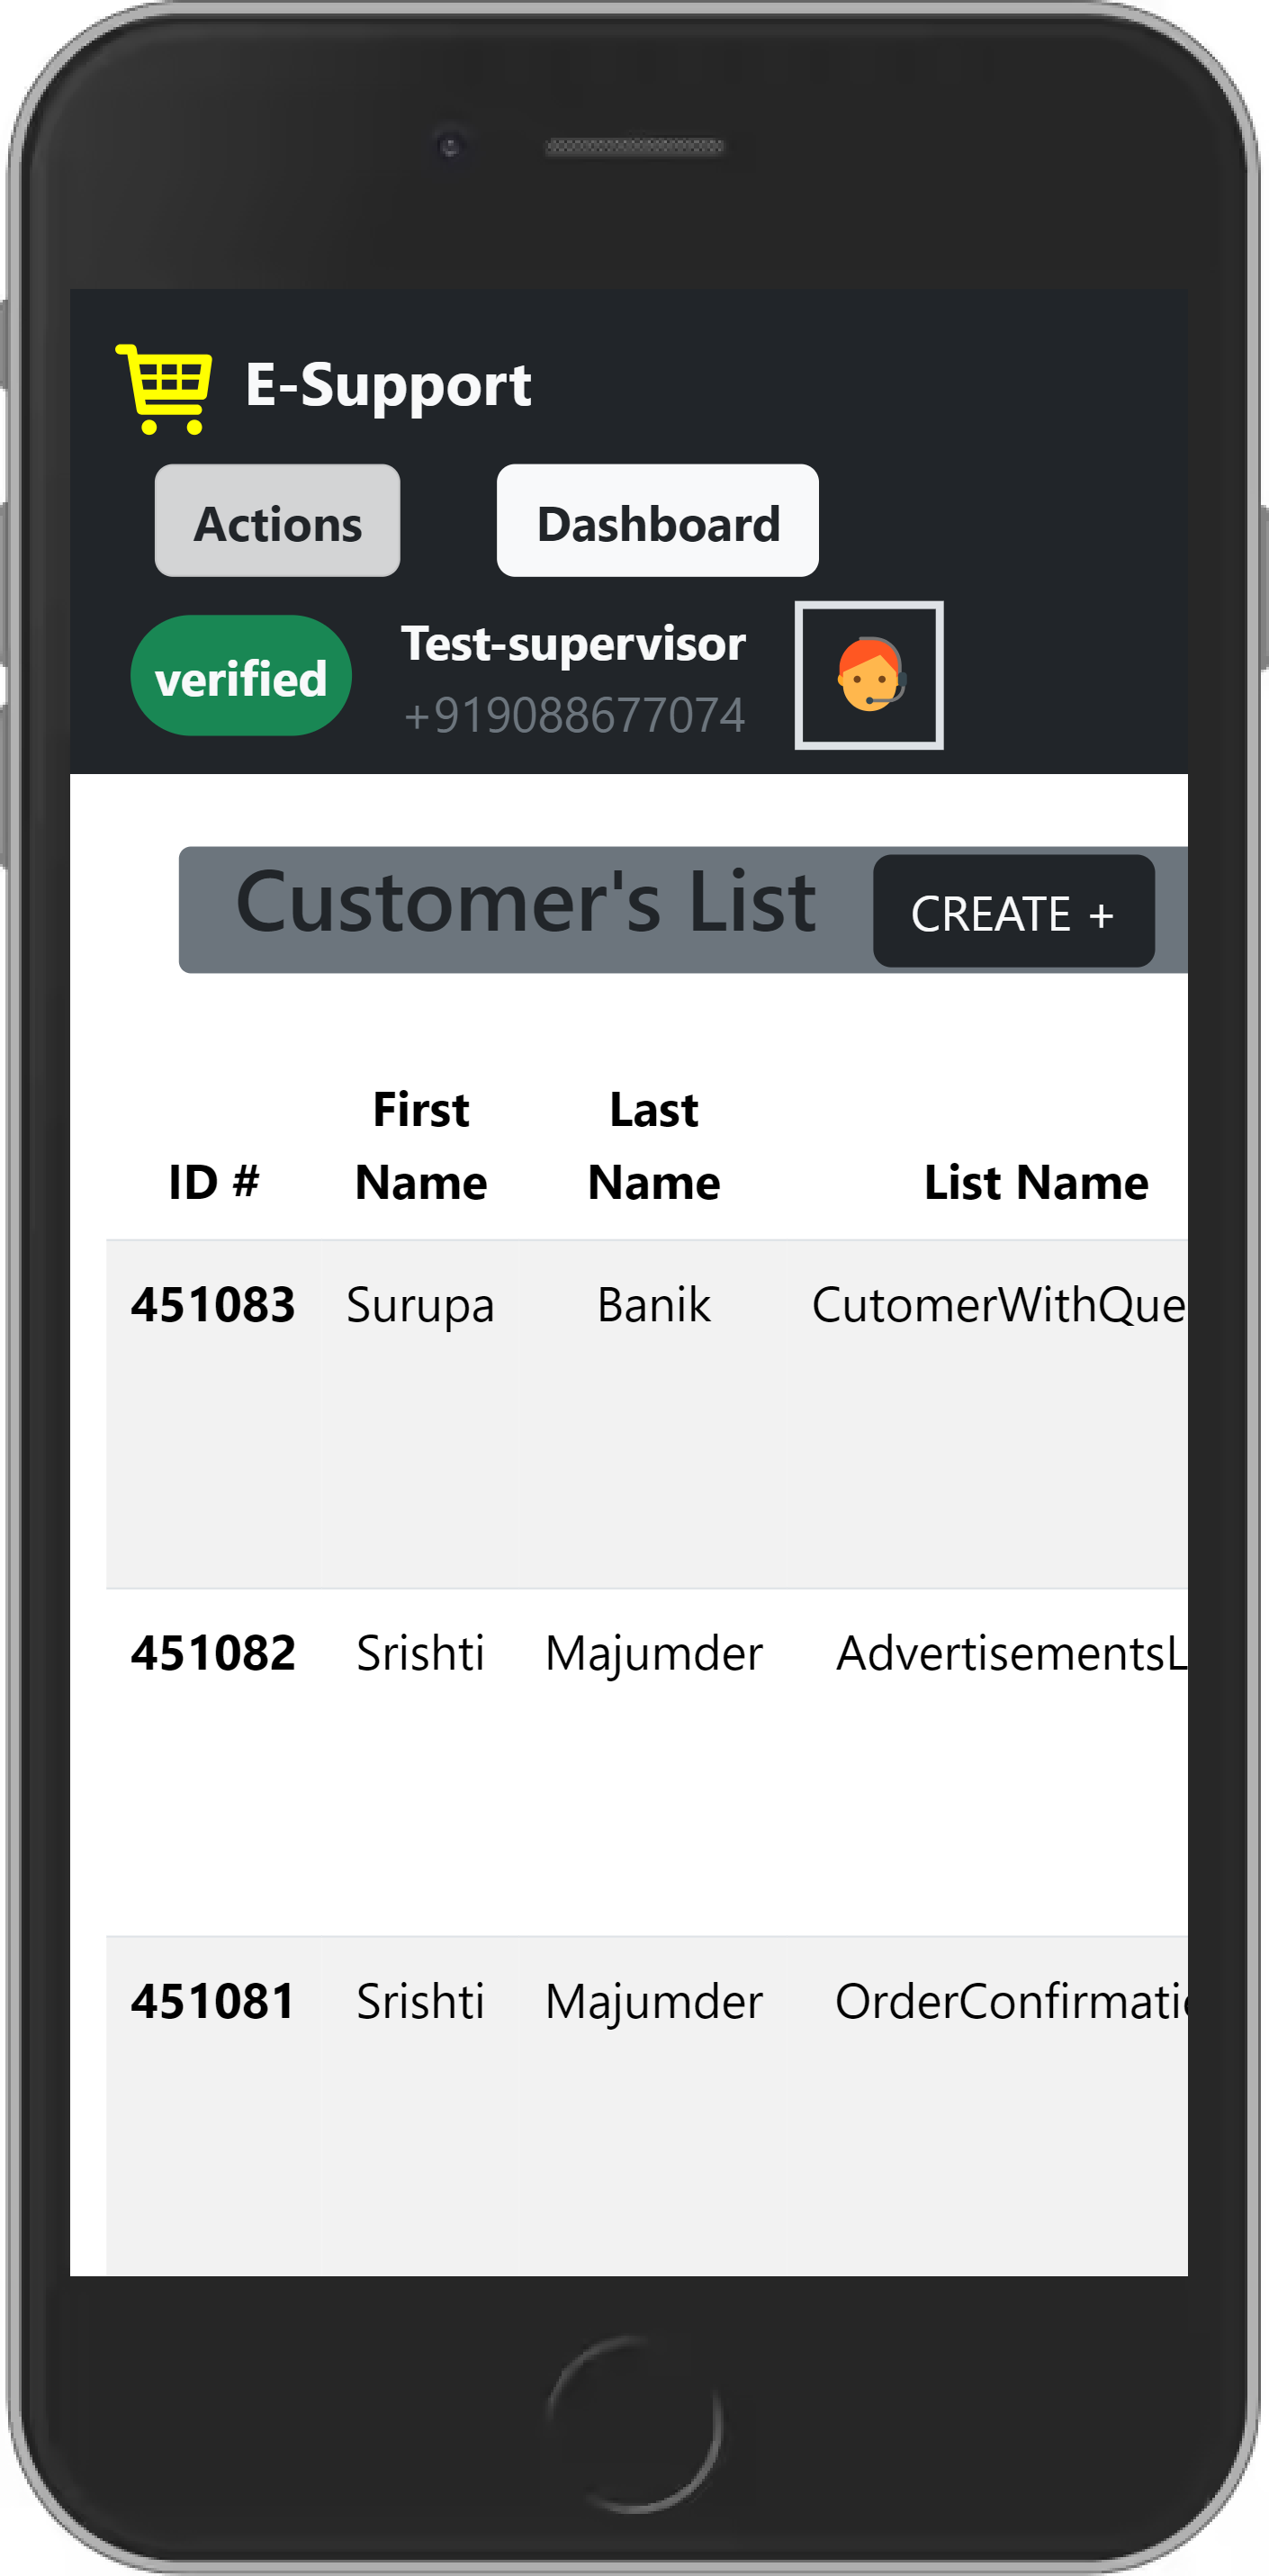 E-Support
Actions Dashboard
verified Test-supervisor
+919088677074
Customer's List CREATE +
ID # First Name Last Name List Name
451083 Surupa Banik CutomerWithQue
451082 Srishti Majumder AdvertisementsL
451081 Srishti Majumder OrderConfirmati